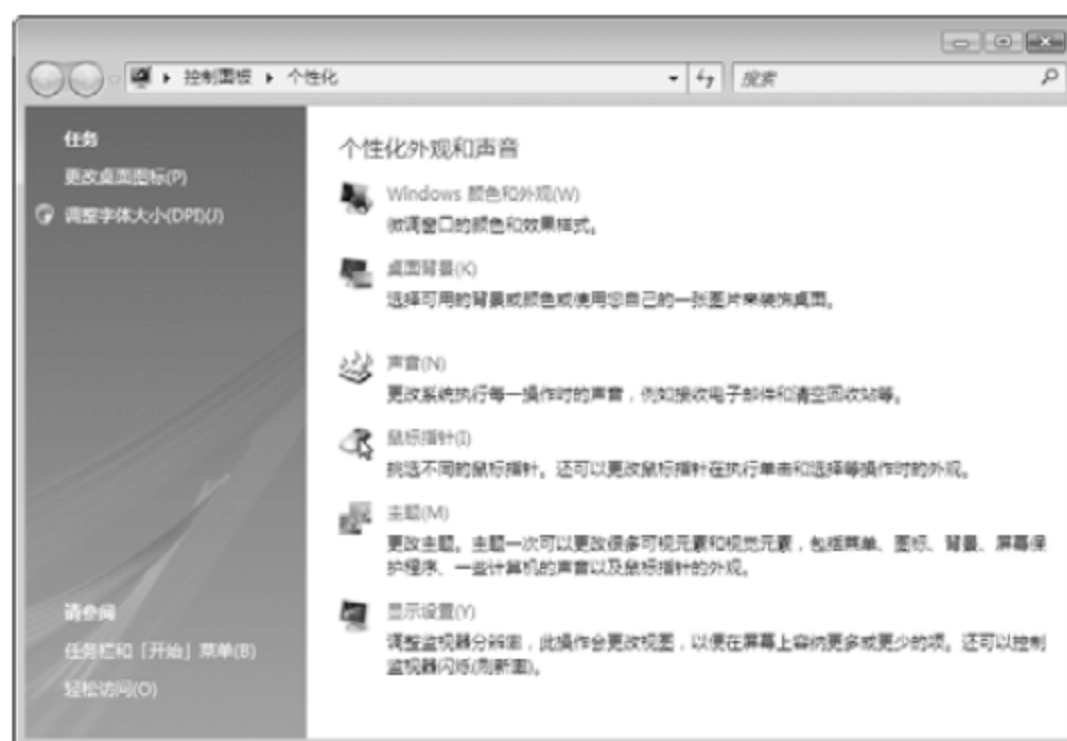 控制面板 ▸ 个性化
搜索
任务
更改桌面图标(P)
调整字体大小(DPI)(J)
请参阅
任务栏和「开始」菜单(B)
轻松访问(O)
个性化外观和声音
Windows 颜色和外观(W)
微调窗口的颜色和效果样式。
桌面背景(K)
选择可用的背景或颜色或使用您自己的一张图片来装饰桌面。
声音(N)
更改系统执行每一操作时的声音，例如接收电子邮件和清空回收站等。
鼠标指针(I)
挑选不同的鼠标指针。还可以更改鼠标指针在执行单击和选择等操作时的外观。
主题(M)
更改主题。主题一次可以更改很多可视元素和视觉元素，包括菜单、图标、背景、屏幕保
护程序、一些计算机的声音以及鼠标指针的外观。
显示设置(Y)
调整监视器分辨率，此操作会更改视图，以便在屏幕上容纳更多或更少的项。还可以控制
监视器闪烁(刷新率)。